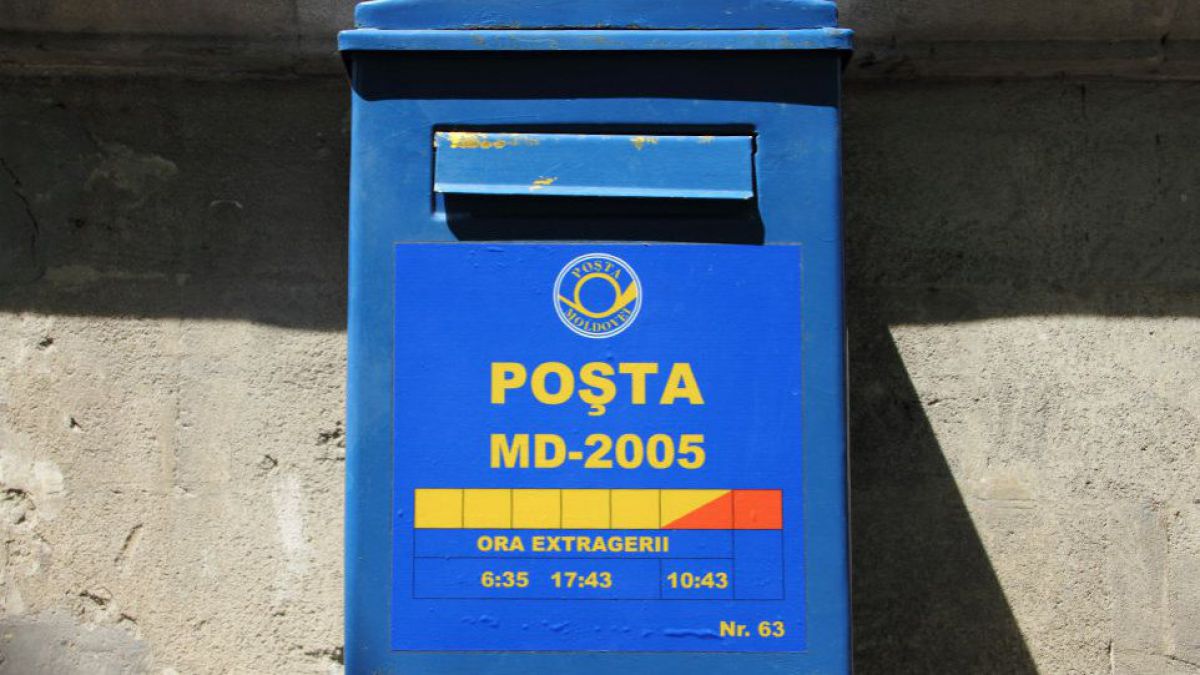 POŞTA
MOLDOVEI
POŞTA
MD-2005
ORA EXTRAGERII
6:35 17:43 10:43
Nr. 63